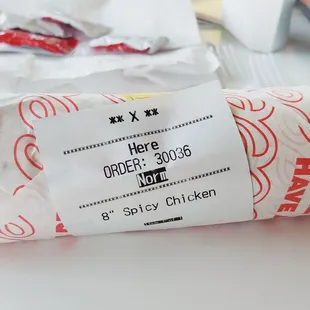 ** X **
Here
ORDER: 30036
Norm
8" Spicy Chicken
HAVE